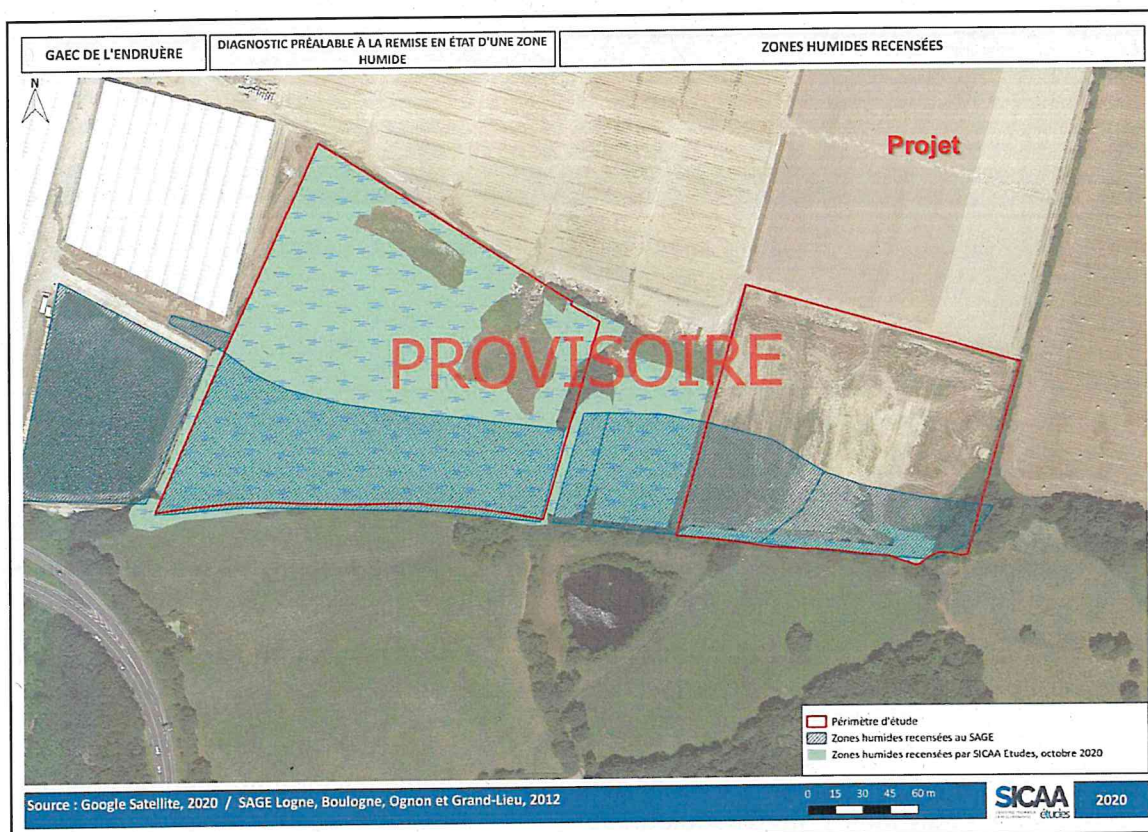 GAEC DE L'ENDRUÈRE
DIAGNOSTIC PRÉALABLE À LA REMISE EN ÉTAT D'UNE ZONE
HUMIDE
ZONES HUMIDES RECENSÉES
N
Projet
PROVISOIRE
Périmètre d'étude
Zones humides recensées au SAGE
Zones humides recensées par SICAA Etudes, octobre 2020
Source : Google Satellite, 2020 / SAGE Logne, Boulogne, Ognon et Grand-Lieu, 2012
0 15 30 45 60 m
SICAA
études
2020